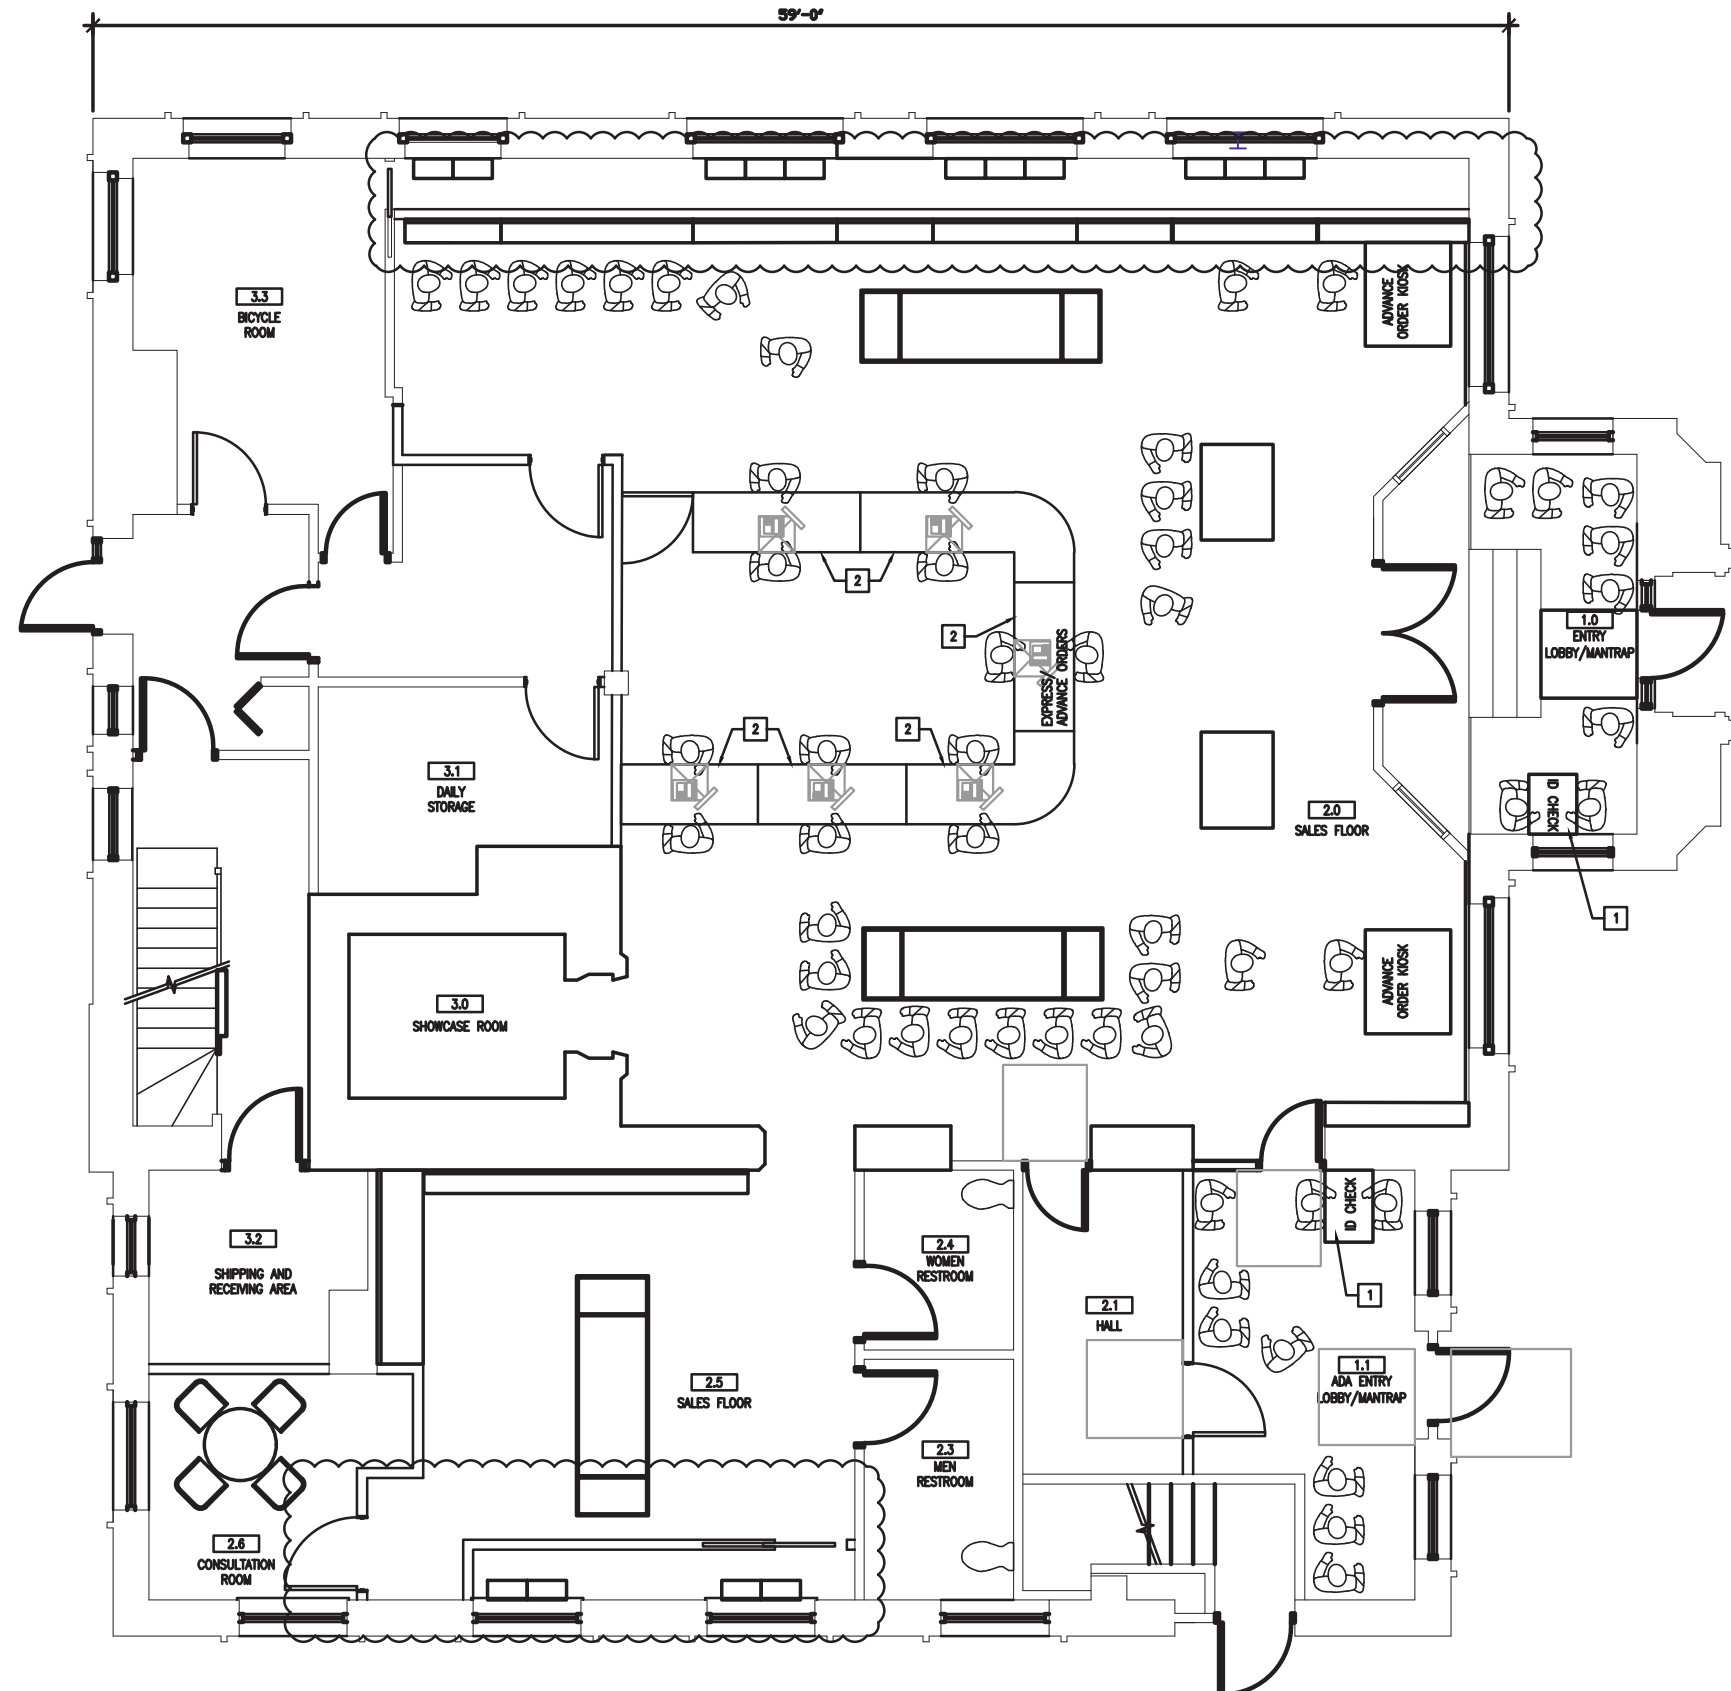 59'-0"
3.3
BICYCLE
ROOM
ADVANCE
ORDER KIOSK
2
2
EXPRESS/
ADVANCE ORDERS
1.0
ENTRY
LOBBY/MANTRAP
2
2
3.1
DAILY
STORAGE
2.0
SALES FLOOR
ID CHECK
1
3.0
SHOWCASE ROOM
ADVANCE
ORDER KIOSK
3.2
SHIPPING AND
RECEIVING AREA
2.4
WOMEN
RESTROOM
ID CHECK
1
2.1
HALL
2.5
SALES FLOOR
1.1
ADA ENTRY
LOBBY/MANTRAP
2.3
MEN
RESTROOM
2.6
CONSULTATION
ROOM